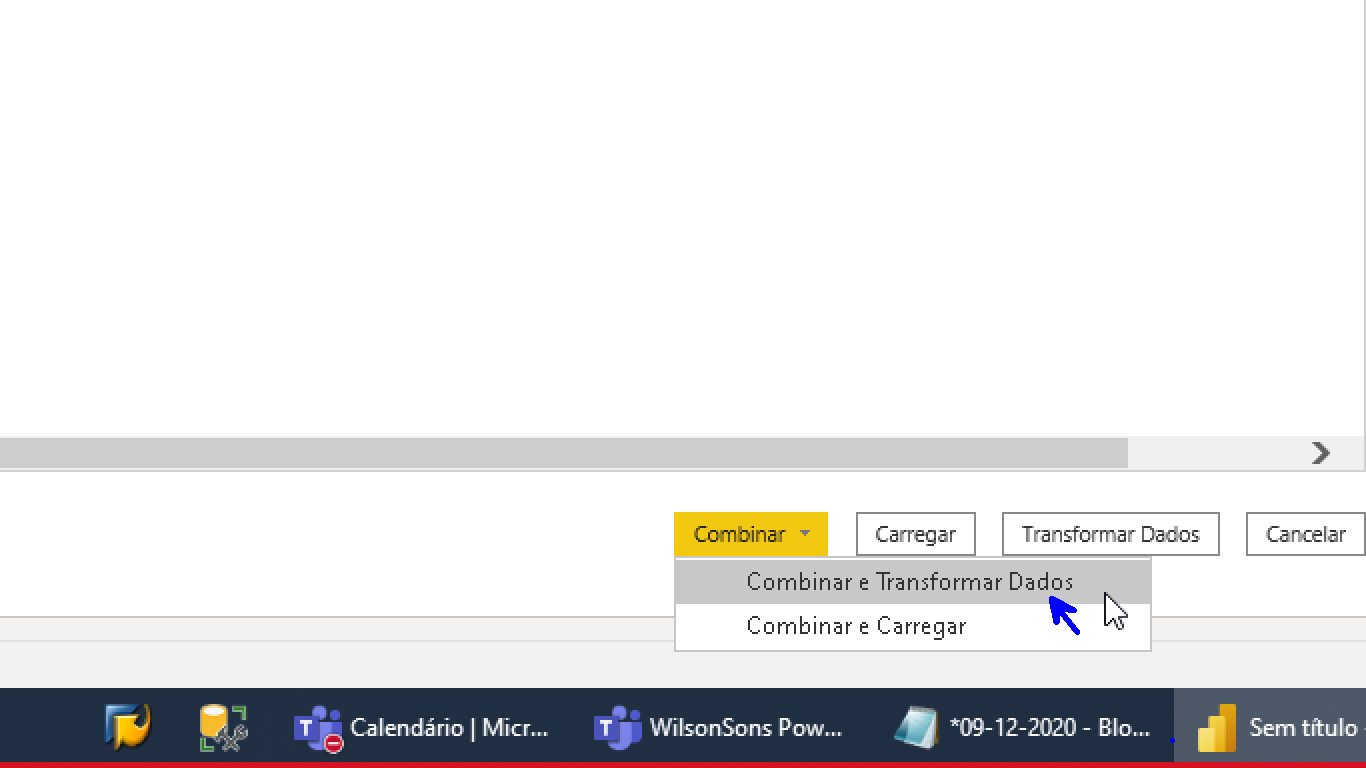 Combinar
Carregar
Transformar Dados
Cancelar
Combinar e Transformar Dados
Combinar e Carregar
Calendário | Micr...
WilsonSons Pow...
*09-12-2020 - Blo...
Sem título -